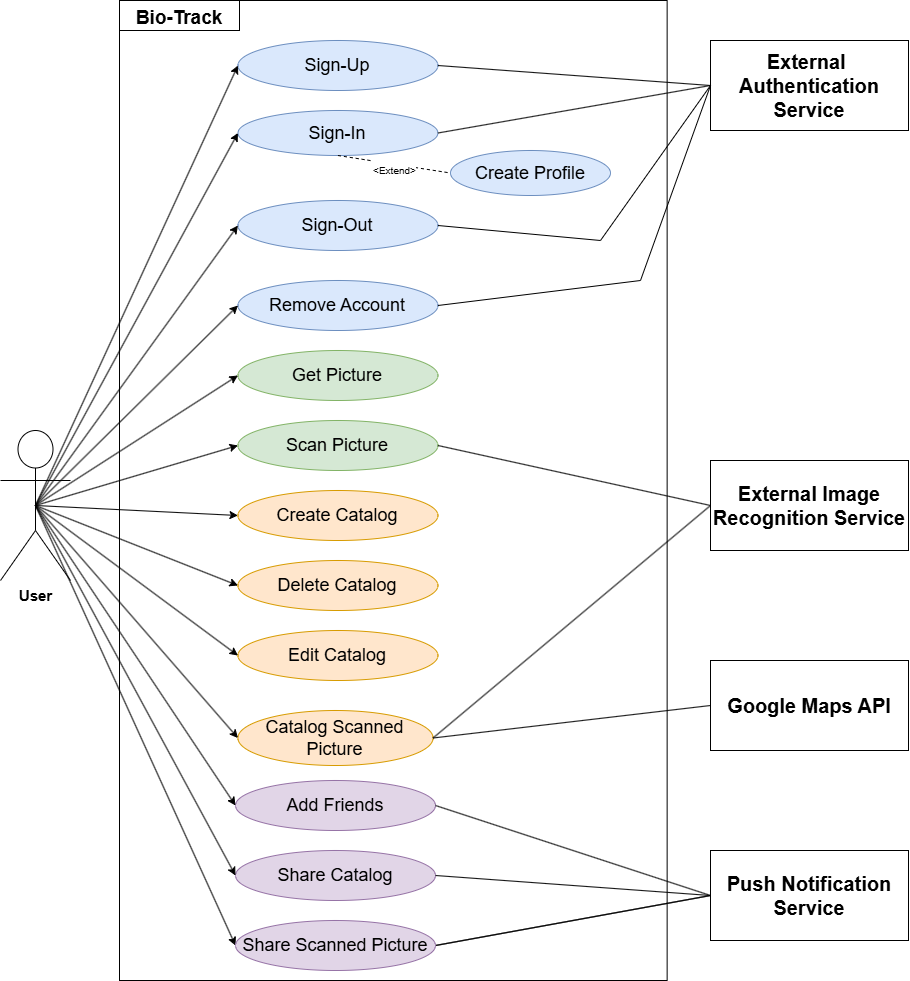 Bio-Track
Sign-Up
External
Authentication
Service
Sign-In
<Extend>
Create Profile
Sign-Out
Remove Account
Get Picture
Scan Picture
External Image
Recognition Service
Create Catalog
Delete Catalog
User
Edit Catalog
Catalog Scanned
Picture
Google Maps API
Add Friends
Share Catalog
Push Notification
Service
Share Scanned Picture